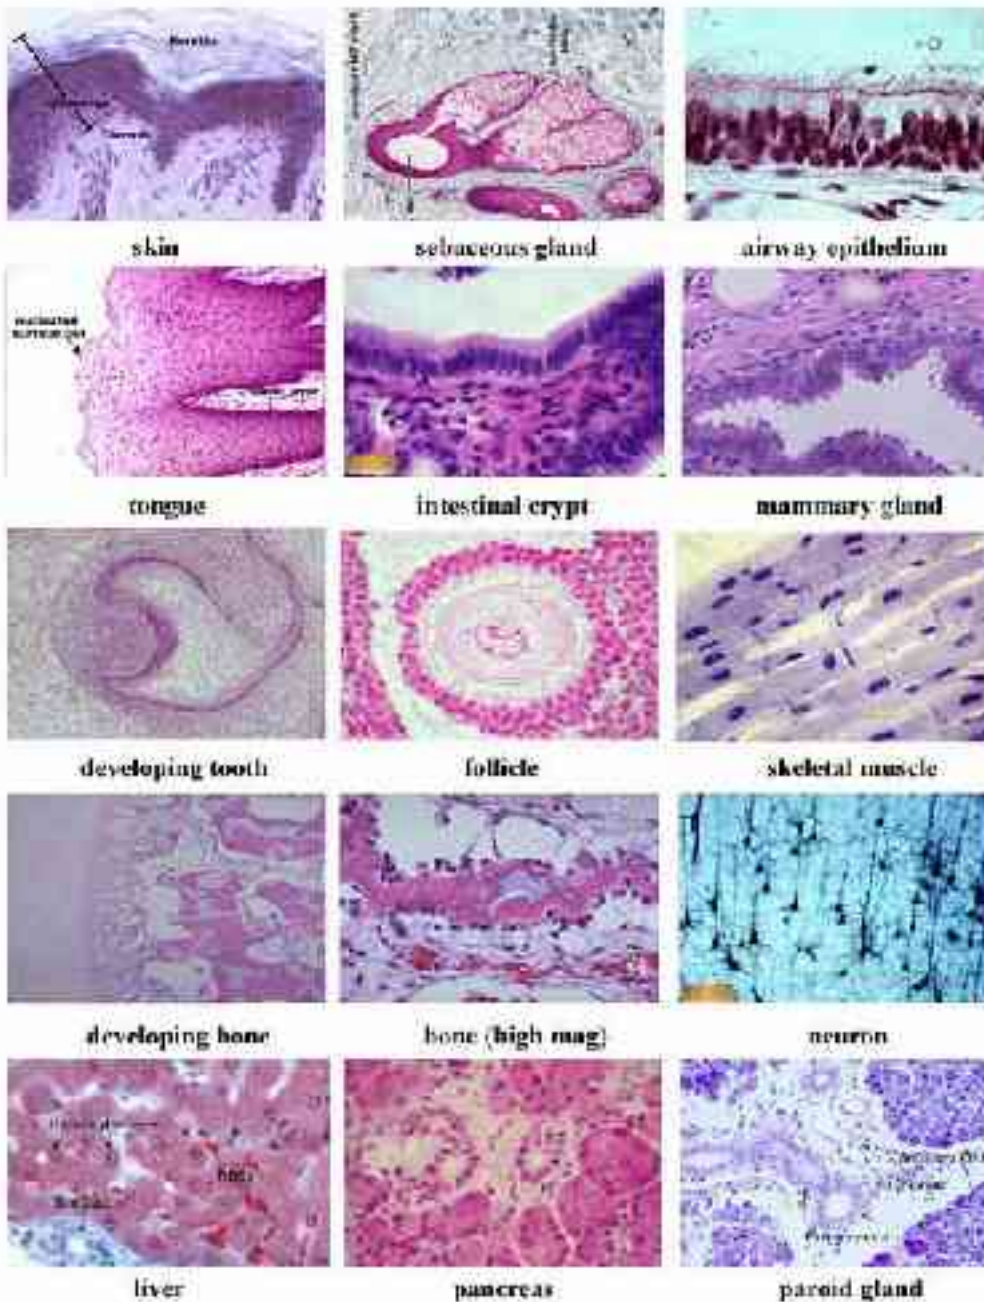 skin
sebaceous gland
airway epithelium
tongue
intestinal crypt
mammary gland
developing tooth
follicle
skeletal muscle
developing bone
bone (high mag)
neuron
liver
pancreas
paroid gland